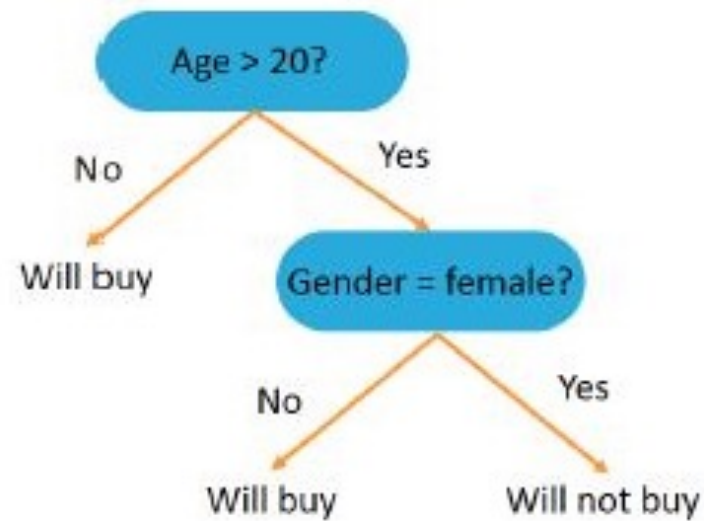 Age > 20?
No
Yes
Will buy
Gender = female?
No
Yes
Will buy
Will not buy